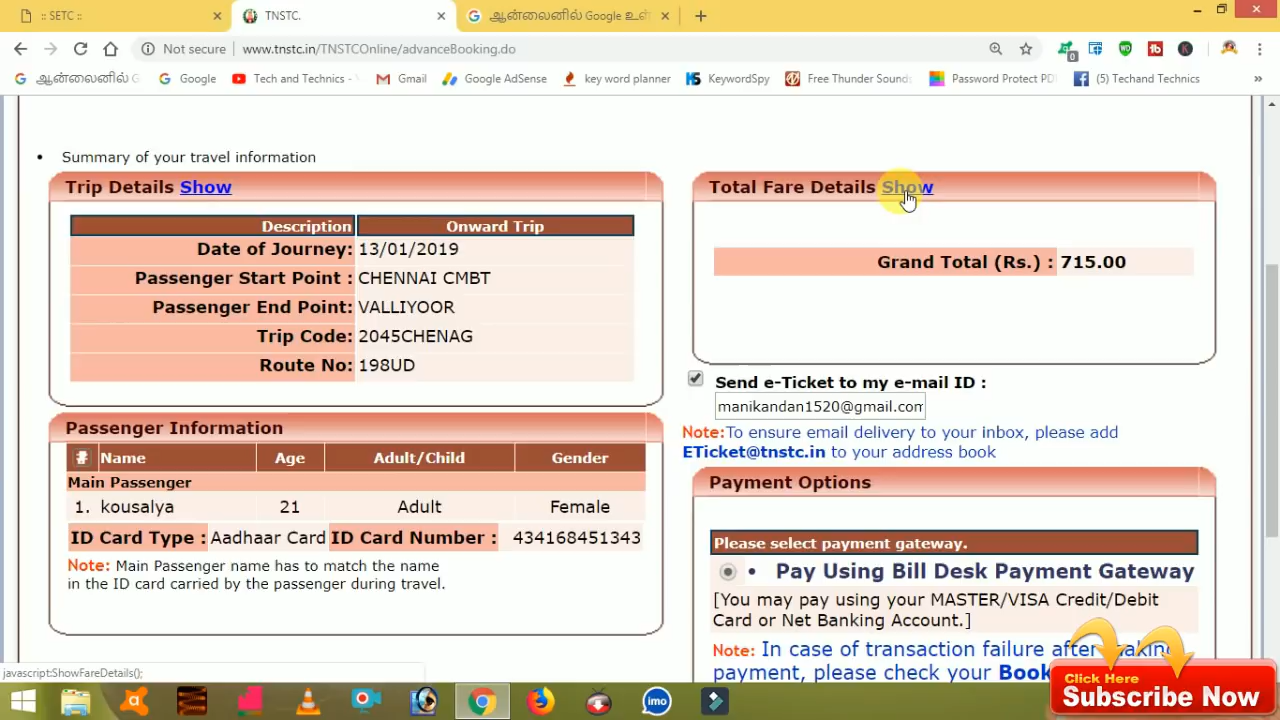 :: SETC ::
TNSTC.
ஆன்லைனில் Google உள்
Not secure | www.tnstc.in/TNSTCOnline/advanceBooking.do
0
ஆன்லைனில் G
Google
Tech and Technics -
Gmail
Google AdSense
key word planner
KeywordSpy
Free Thunder Sound
Password Protect PD
(5) Techand Technics
»
• Summary of your travel information
Trip Details Show
Description Onward Trip
Date of Journey: 13/01/2019
Passenger Start Point : CHENNAI CMBT
Passenger End Point: VALLIYOOR
Trip Code: 2045CHENAG
Route No: 198UD
Total Fare Details Show
Grand Total (Rs.) : 715.00
Send e-Ticket to my e-mail ID :
manikandan1520@gmail.com
Note:To ensure email delivery to your inbox, please add
ETicket@tnstc.in to your address book
Passenger Information
# Name Age Adult/Child Gender
Main Passenger
1. kousalya 21 Adult Female
ID Card Type : Aadhaar Card ID Card Number : 434168451343
Note: Main Passenger name has to match the name
in the ID card carried by the passenger during travel.
Payment Options
Please select payment gateway.
• Pay Using Bill Desk Payment Gateway
[You may pay using your MASTER/VISA Credit/Debit
Card or Net Banking Account.]
Note: In case of transaction failure after making
payment, please check your Book
javascript:ShowFareDetails();
Click Here
Subscribe Now
imo